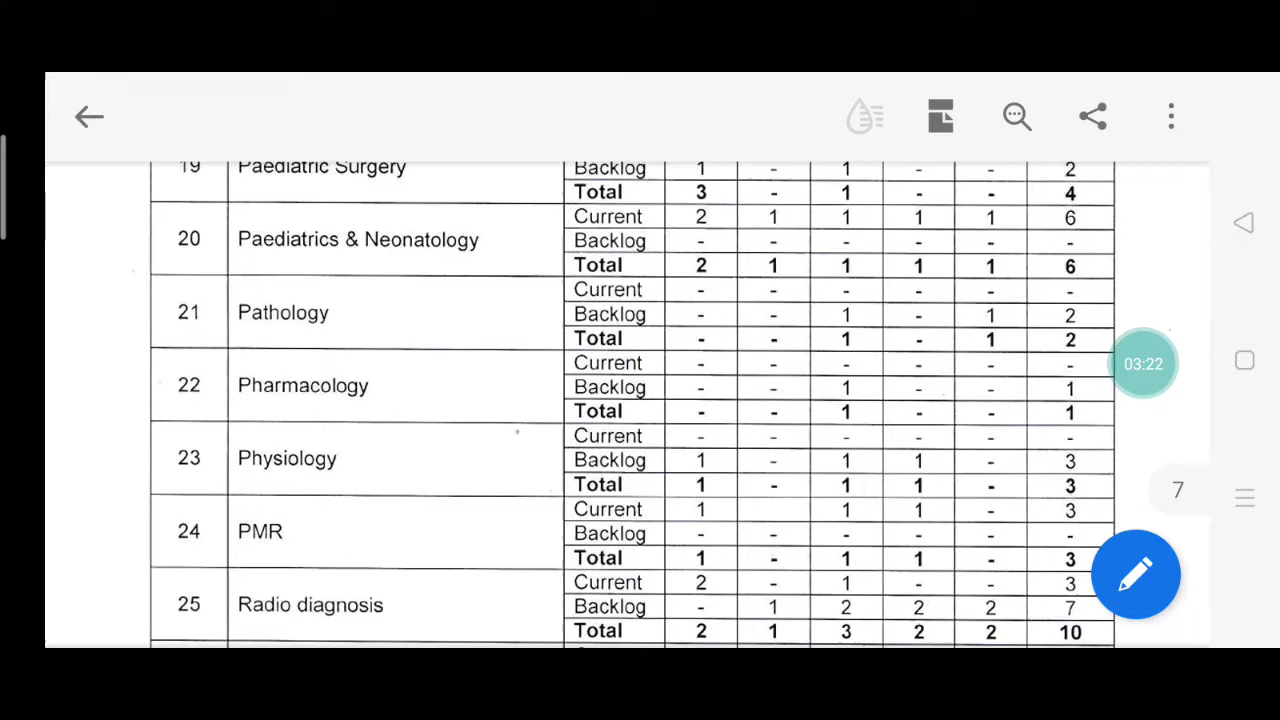 19 Paediatric Surgery Backlog 1 - 1 - - 2
Total 3 - 1 - - 4
Current 2 1 1 1 1 6
20 Paediatrics & Neonatology Backlog - - - - - -
Total 2 1 1 1 1 6
Current - - - - - -
21 Pathology Backlog - - 1 - 1 2
Total - - 1 - 1 2
Current - - - - - -
22 Pharmacology Backlog - - 1 - - 1
Total - - 1 - - 1
Current - - - - - -
23 Physiology Backlog 1 - 1 1 - 3
Total 1 - 1 1 - 3
Current 1 1 1 - 3
24 PMR Backlog - - - - - -
Total 1 - 1 1 - 3
Current 2 - 1 - - 3
25 Radio diagnosis Backlog - 1 2 2 2 7
Total 2 1 3 2 2 10
03:22
7